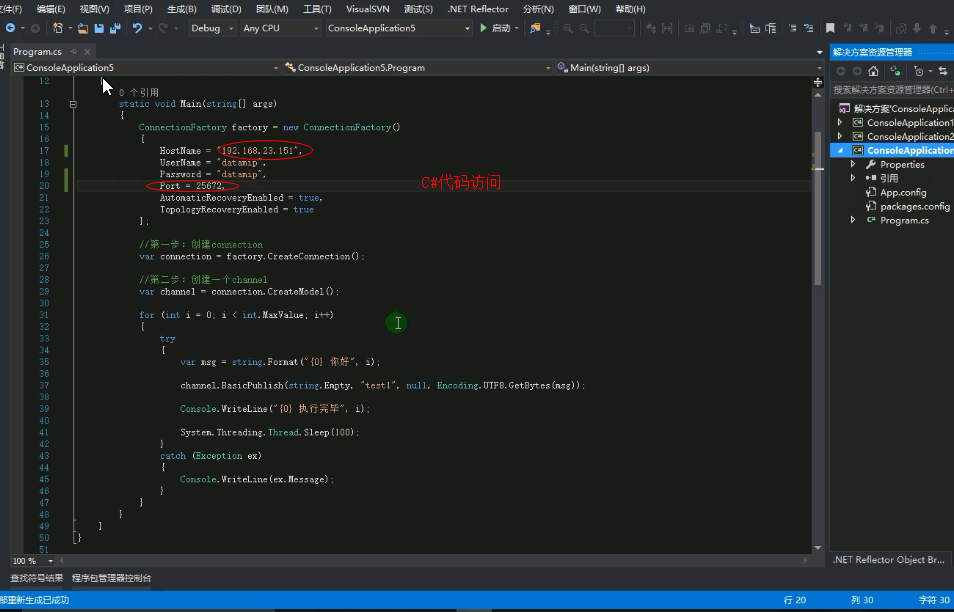 文件(F) 编辑(E) 视图(V) 项目(P) 生成(B) 调试(D) 团队(M) 工具(T) VisualSVN 测试(S) .NET Reflector 分析(N) 窗口(W) 帮助(H)
Debug Any CPU ConsoleApplication5 启动
Program.cs
解决方案资源管理器
ConsoleApplication5 ConsoleApplication5.Program Main(string[] args)
搜索解决方案资源管理器(Ctrl+
解决方案'ConsoleApplica
ConsoleApplication1
ConsoleApplication2
ConsoleApplication
Properties
引用
App.config
packages.config
Program.cs
12
0 个引用
13 static void Main(string[] args)
14 {
15 ConnectionFactory factory = new ConnectionFactory()
16 {
17 HostName = "192.168.23.151",
18 UserName = "datamip",
19 Password = "datamip",
20 Port = 25672,
C#代码访问
21 AutomaticRecoveryEnabled = true,
22 TopologyRecoveryEnabled = true
23 };
24
25 //第一步：创建connection
26 var connection = factory.CreateConnection();
27
28 //第二步：创建一个channel
29 var channel = connection.CreateModel();
30
31 for (int i = 0; i < int.MaxValue; i++)
32 {
33 try
34 {
35 var msg = string.Format("{0} 你好", i);
36
37 channel.BasicPublish(string.Empty, "test1", null, Encoding.UTF8.GetBytes(msg));
38
39 Console.WriteLine("{0} 执行完毕", i);
40
41 System.Threading.Thread.Sleep(100);
42 }
43 catch (Exception ex)
44 {
45 Console.WriteLine(ex.Message);
46 }
47 }
48 }
49 }
50 }
51
100 %
.NET Reflector Object Br...
查找符号结果 程序包管理器控制台
部重新生成已成功 行 20 列 30 字符 30